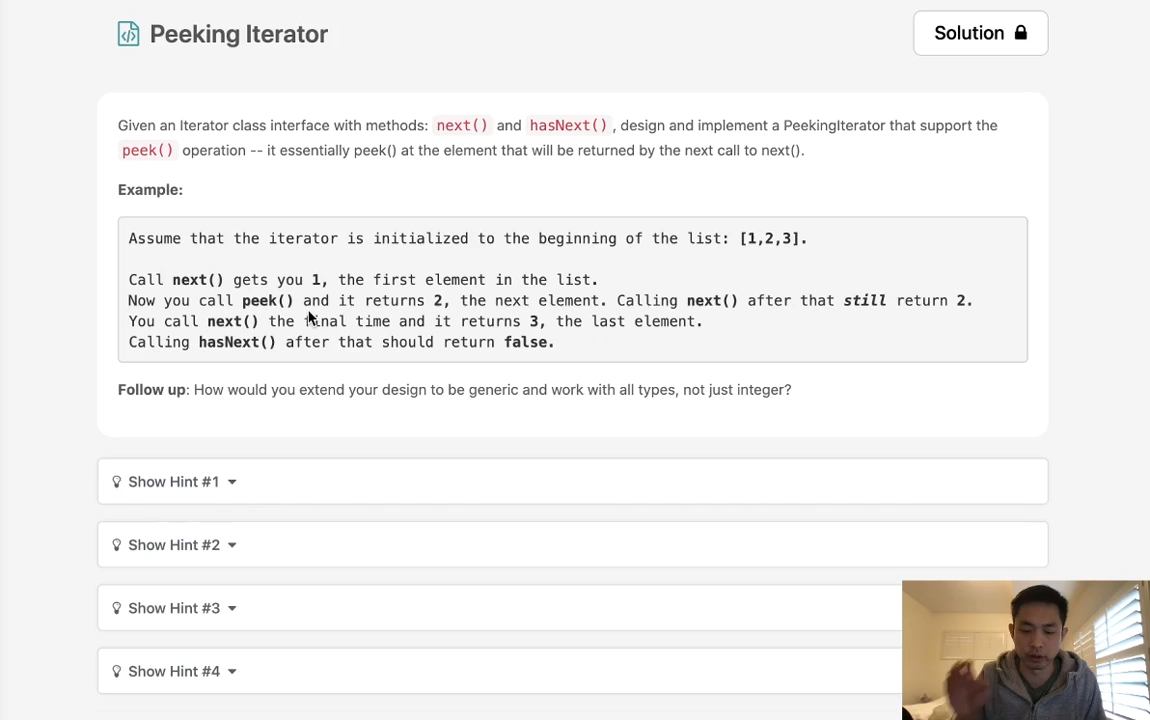 Peeking Iterator
Solution
Given an Iterator class interface with methods: next() and hasNext(), design and implement a PeekingIterator that support the
peek() operation -- it essentially peek() at the element that will be returned by the next call to next().
Example:
Assume that the iterator is initialized to the beginning of the list: [1,2,3].
Call next() gets you 1, the first element in the list.
Now you call peek() and it returns 2, the next element. Calling next() after that still return 2.
You call next() the final time and it returns 3, the last element.
Calling hasNext() after that should return false.
Follow up: How would you extend your design to be generic and work with all types, not just integer?
Show Hint #1
Show Hint #2
Show Hint #3
Show Hint #4